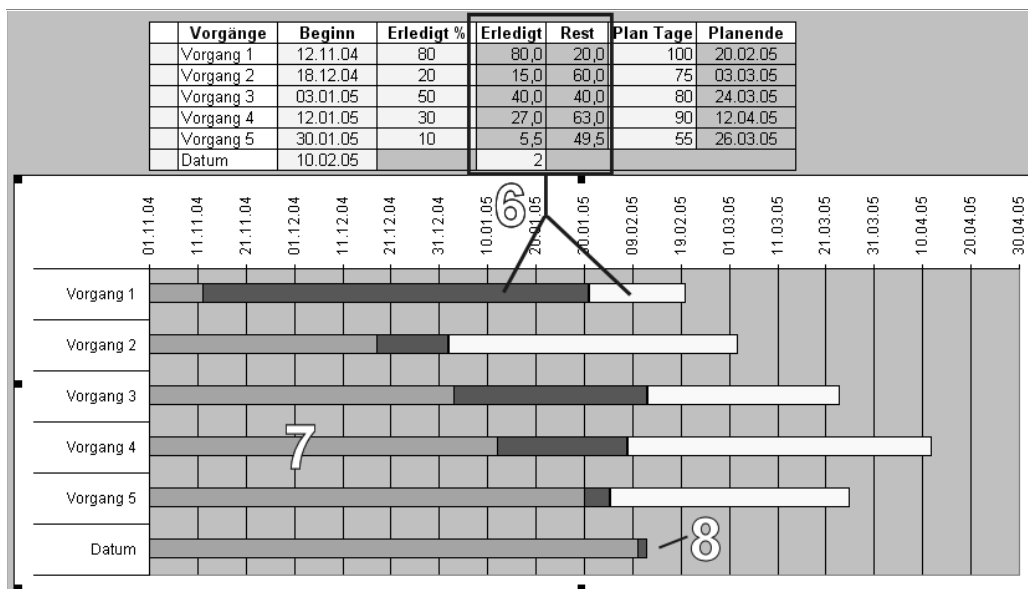 Vorgänge Beginn Erledigt % Erledigt Rest Plan Tage Planende
Vorgang 1 12.11.04 80 80,0 20,0 100 20.02.05
Vorgang 2 18.12.04 20 15,0 60,0 75 03.03.05
Vorgang 3 03.01.05 50 40,0 40,0 80 24.03.05
Vorgang 4 12.01.05 30 27,0 63,0 90 12.04.05
Vorgang 5 30.01.05 10 5,5 49,5 55 26.03.05
Datum 10.02.05 2
6
01.11.04 11.11.04 21.11.04 01.12.04 11.12.04 21.12.04 31.12.04 10.01.05 20.01.05 30.01.05 09.02.05 19.02.05 01.03.05 11.03.05 21.03.05 31.03.05 10.04.05 20.04.05 30.04.05
Vorgang 1
Vorgang 2
Vorgang 3
Vorgang 4 7
Vorgang 5
Datum 8